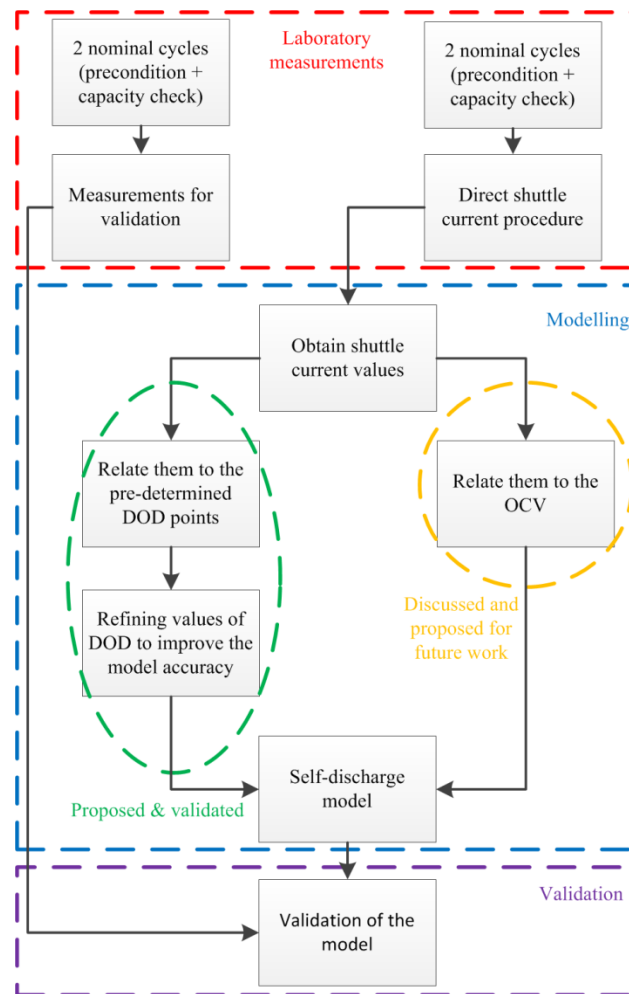 Laboratory
measurements
2 nominal cycles
(precondition +
capacity check)
2 nominal cycles
(precondition +
capacity check)
Measurements for
validation
Direct shuttle
current procedure
Modelling
Obtain shuttle
current values
Relate them to the
pre-determined
DOD points
Relate them to the
OCV
Refining values of
DOD to improve the
model accuracy
Discussed and
proposed for
future work
Self-discharge
model
Proposed & validated
Validation
Validation of the
model